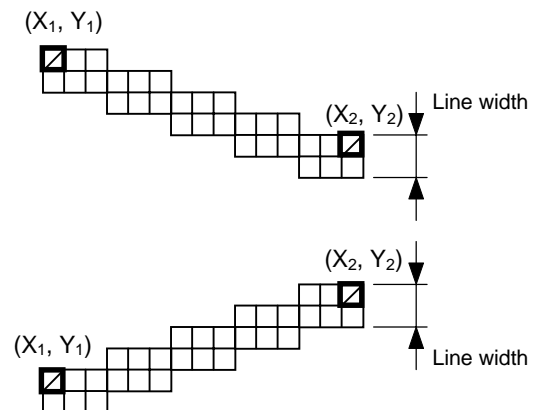 (X₁, Y₁)
Line width
(X₂, Y₂)
(X₂, Y₂)
(X₁, Y₁)
Line width